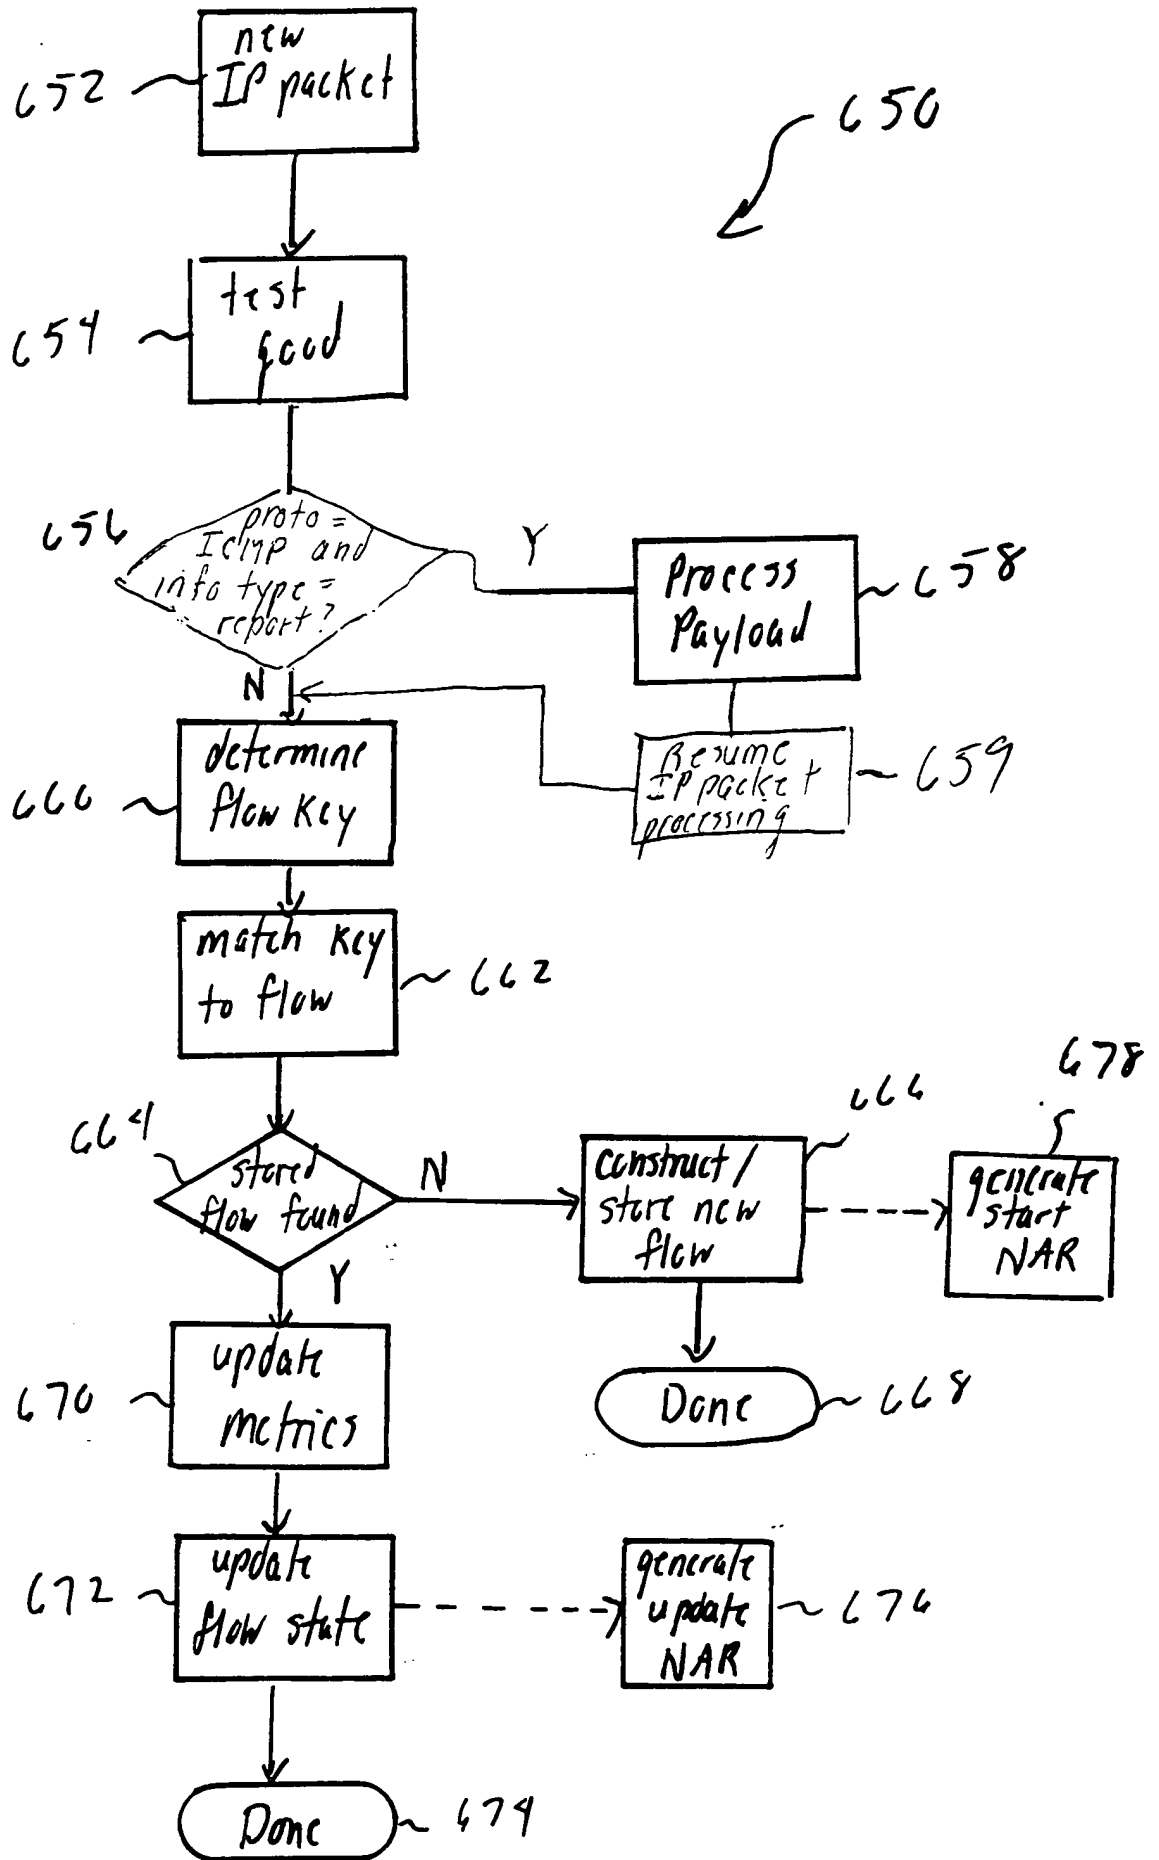 new
IP packet
652
650
test
good
654
656
proto =
ICMP and
info type =
report?
Y
Process
Payload
658
N
Resume
IP packet
processing
659
determine
flow key
660
match key
to flow
662
664
stored
flow found
N
construct /
store new
flow
666
678
generate
start
NAR
Y
Done
668
update
metrics
670
update
flow state
672
generate
update
NAR
676
Done
674